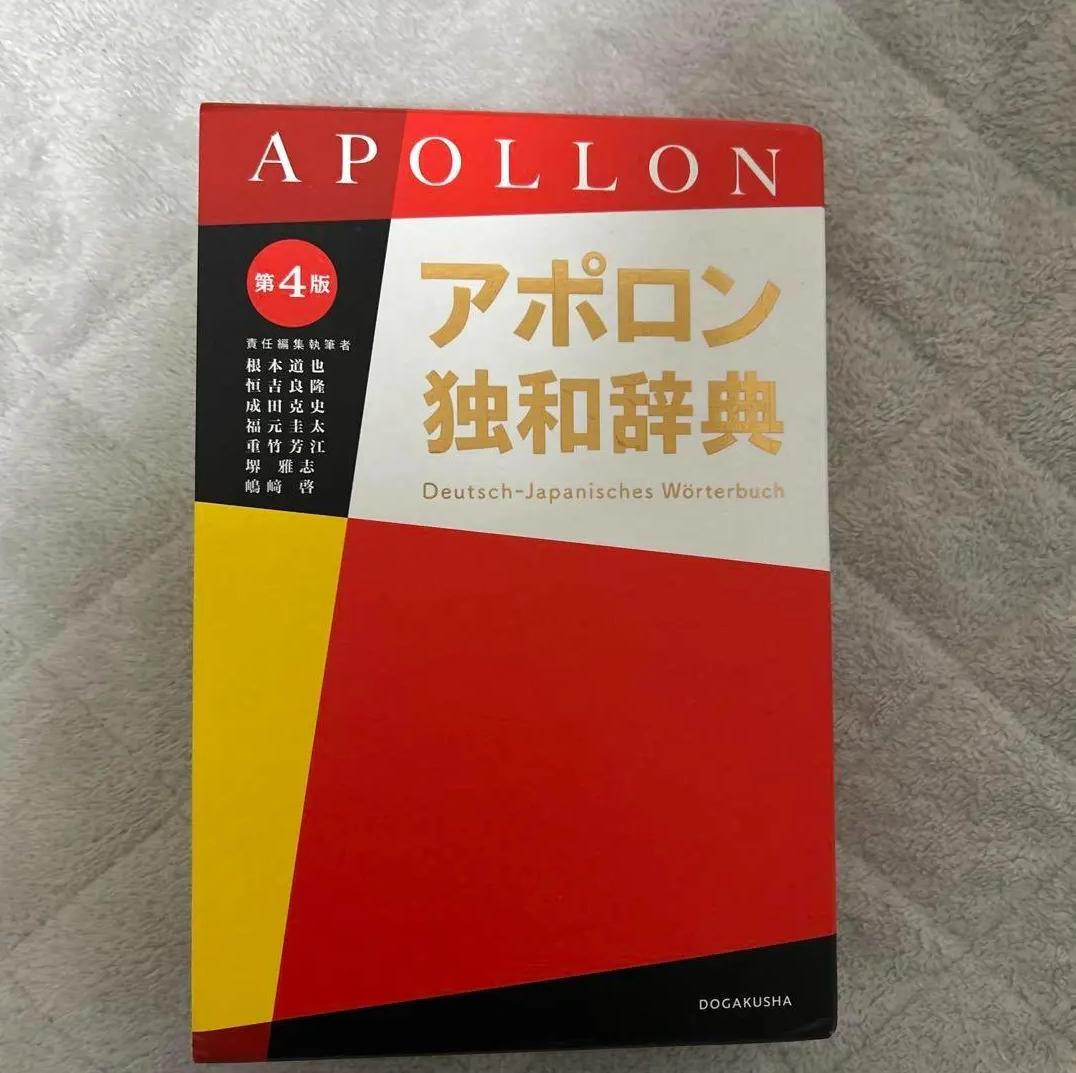 APOLLON
第4版
責任編集執筆者
根本道也
恒吉良隆
成田克史
福元圭太
重竹芳江
堺 雅志
嶋﨑 啓
アポロン
独和辞典
Deutsch-Japanisches Wörterbuch
DOGAKUSHA